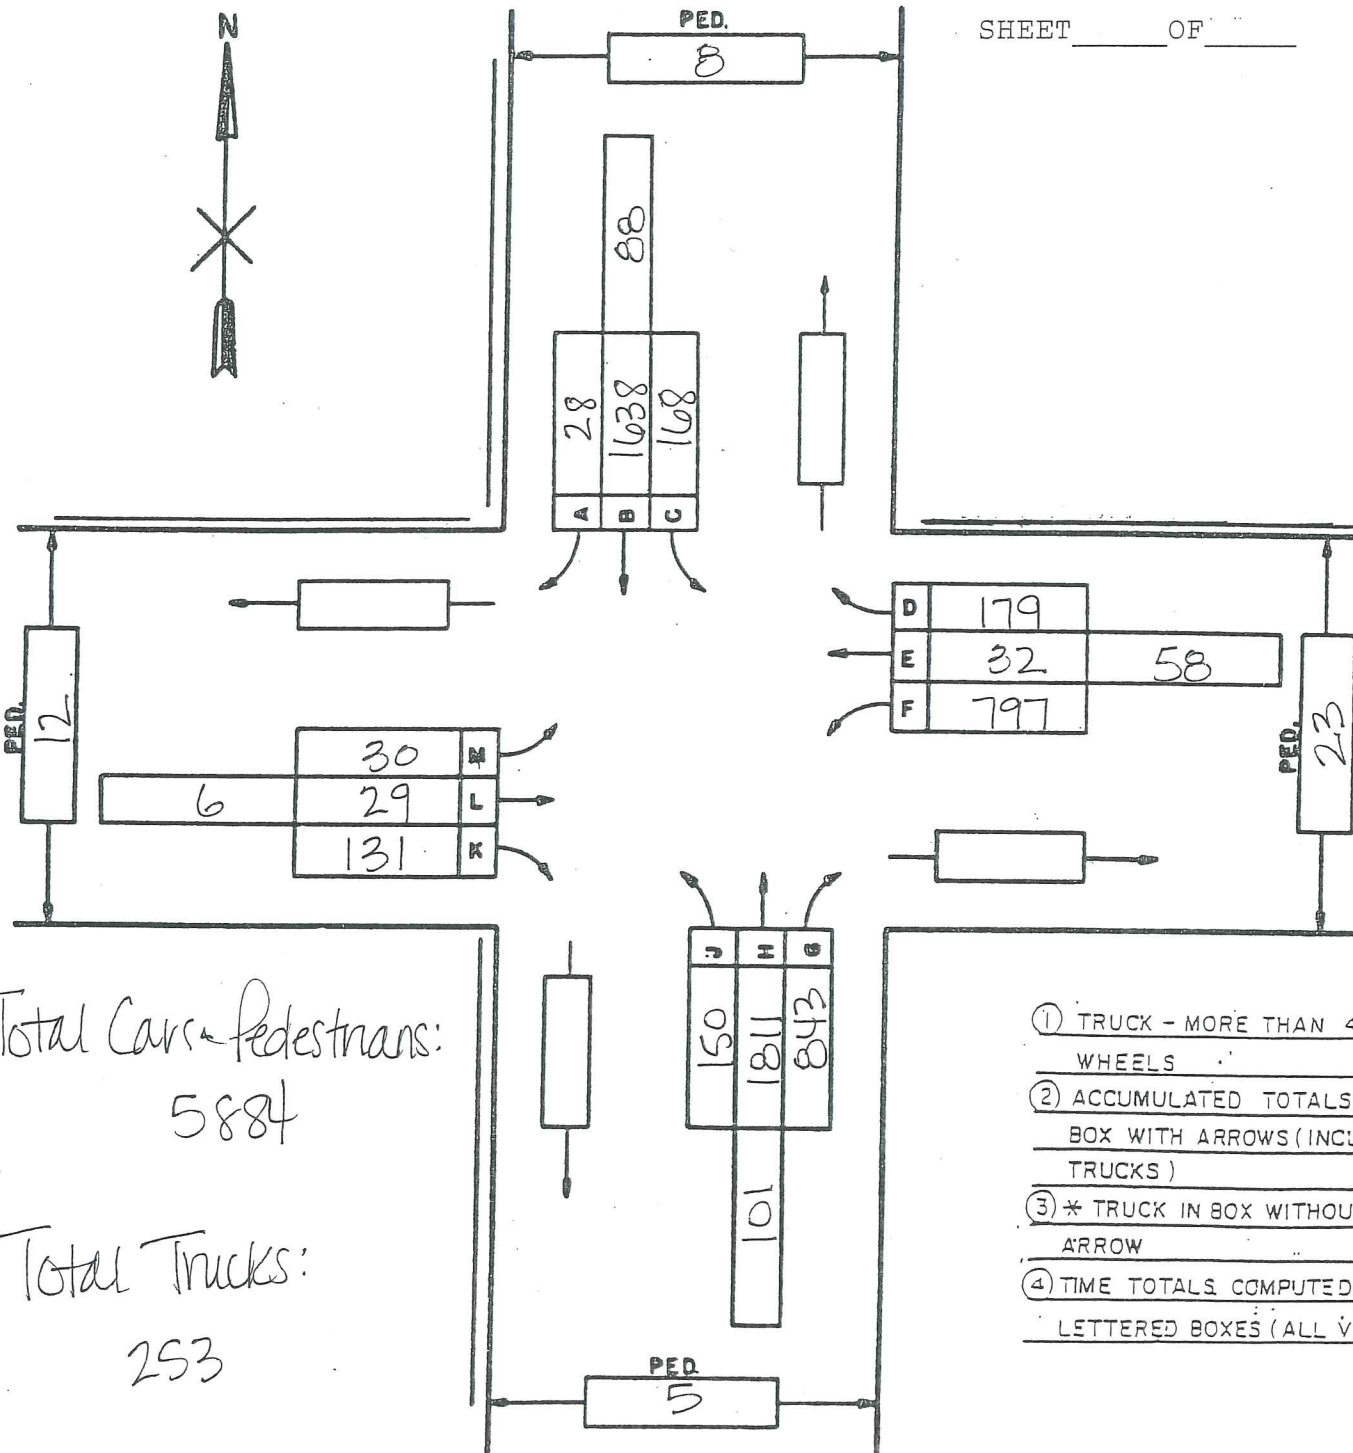 N
PED.
8
SHEET OF
88
28
1638
168
A
B
C
D 179
E 32 58
F 797
PED.
12
30 M
6 29 L
131 K
PED.
23
J
H
G
150
1811
843
101
Total Cars & Pedestrians:
5884
Total Trucks:
253
PED.
5
① TRUCK - MORE THAN 4
WHEELS
② ACCUMULATED TOTALS
BOX WITH ARROWS (INCL
TRUCKS)
③ * TRUCK IN BOX WITHOU
ARROW
④ TIME TOTALS COMPUTED
LETTERED BOXES (ALL V